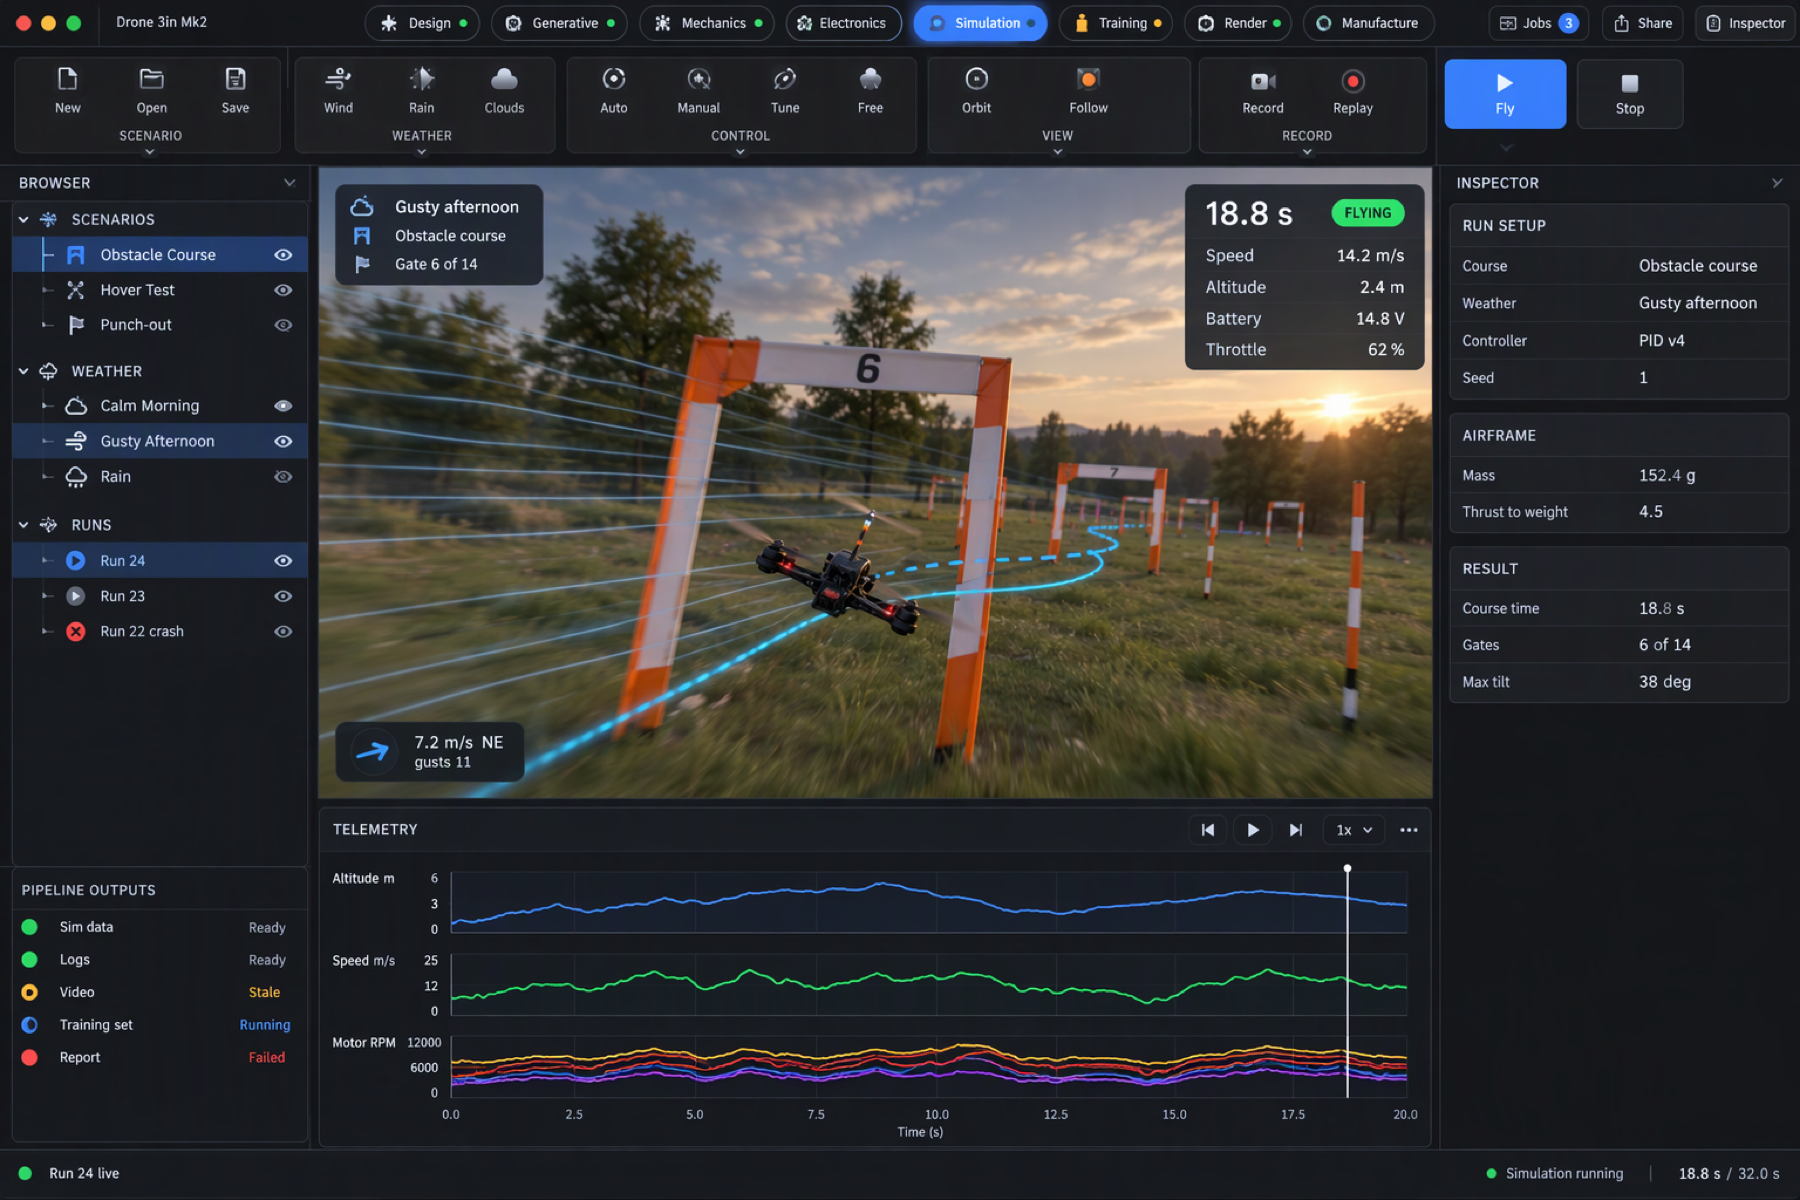 Drone 3in Mk2
Design
Generative
Mechanics
Electronics
Simulation
Training
Render
Manufacture
Jobs 3
Share
Inspector
New
Open
Save
SCENARIO
Wind
Rain
Clouds
WEATHER
Auto
Manual
Tune
Free
CONTROL
Orbit
Follow
VIEW
Record
Replay
RECORD
Fly
Stop
BROWSER
SCENARIOS
Obstacle Course
Hover Test
Punch-out
WEATHER
Calm Morning
Gusty Afternoon
Rain
RUNS
Run 24
Run 23
Run 22 crash
PIPELINE OUTPUTS
Sim data Ready
Logs Ready
Video Stale
Training set Running
Report Failed
Gusty afternoon
Obstacle course
Gate 6 of 14
18.8 s FLYING
Speed 14.2 m/s
Altitude 2.4 m
Battery 14.8 V
Throttle 62 %
6
7
7.2 m/s NE
gusts 11
TELEMETRY
1x
Altitude m
6
3
0
Speed m/s
25
12
0
Motor RPM
12000
6000
0
0.0 2.5 5.0 7.5 10.0 12.5 15.0 17.5 20.0
Time (s)
INSPECTOR
RUN SETUP
Course Obstacle course
Weather Gusty afternoon
Controller PID v4
Seed 1
AIRFRAME
Mass 152.4 g
Thrust to weight 4.5
RESULT
Course time 18.8 s
Gates 6 of 14
Max tilt 38 deg
Run 24 live
Simulation running
18.8 s / 32.0 s